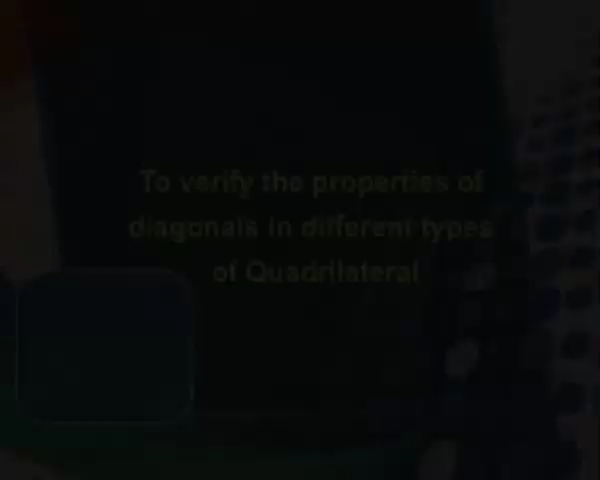 To verify the properties of
diagonals in different types
of Quadrilateral